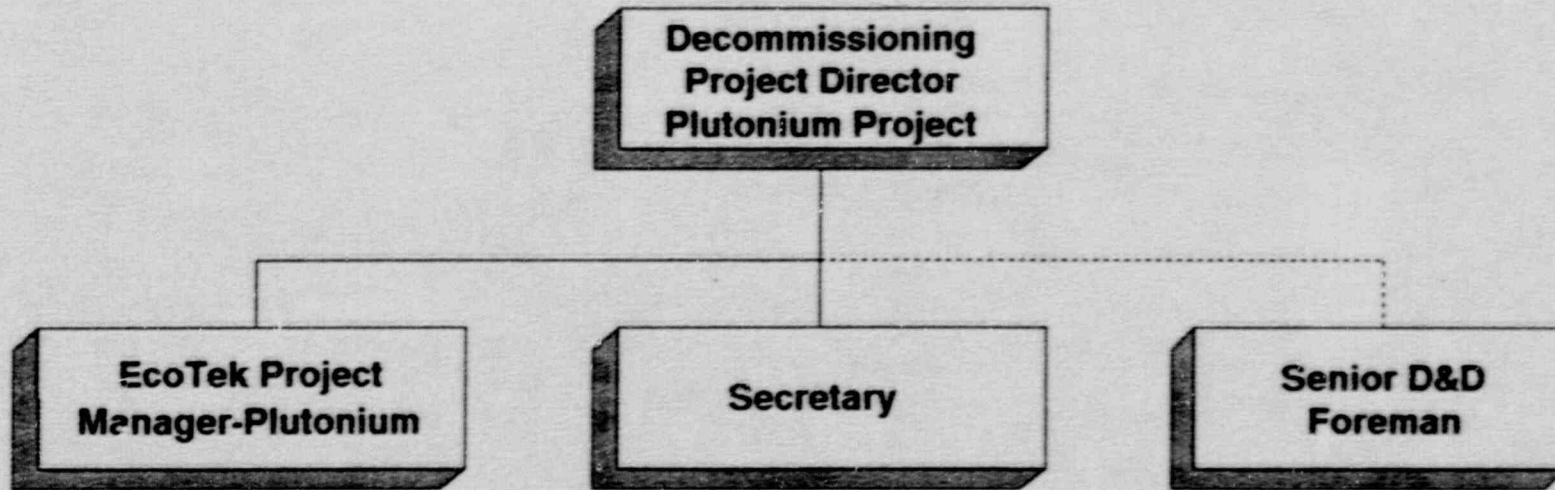 Decommissioning
Project Director
Plutonium Project
EcoTek Project
Manager-Plutonium
Secretary
Senior D&D
Foreman